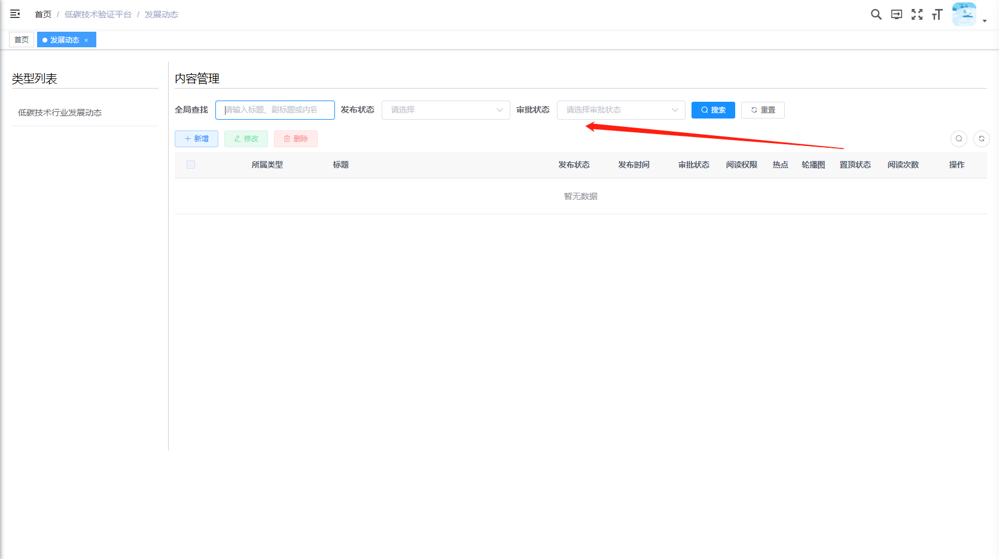 首页 / 低碳技术验证平台 / 发展动态
首页 发展动态 ×
类型列表
低碳技术行业发展动态
内容管理
全局查找 请输入标题、副标题或内容 发布状态 请选择 审批状态 请选择审批状态 搜索 重置
+ 新增 修改 删除
所属类型 标题 发布状态 发布时间 审批状态 阅读权限 热点 轮播图 置顶状态 阅读次数 操作
暂无数据